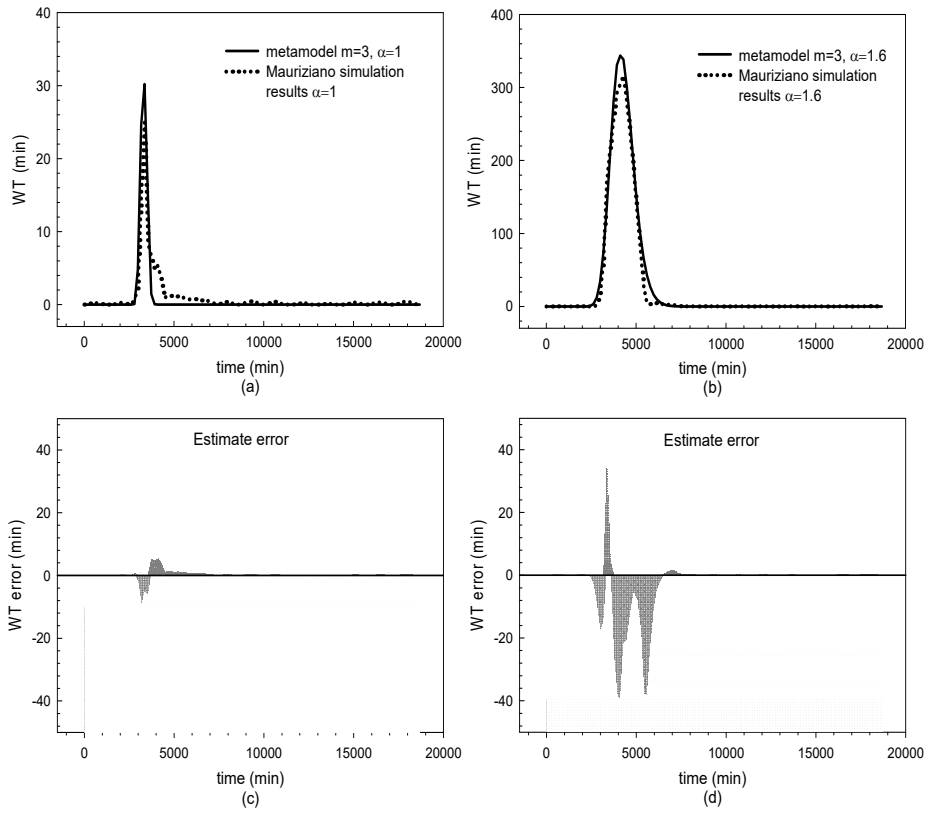 40
30
20
10
0
WT (min)
metamodel m=3, α=1
Mauriziano simulation
results α=1
0 5000 10000 15000 20000
time (min)
(a)
400
300
200
100
0
WT (min)
metamodel m=3, α=1.6
Mauriziano simulation
results α=1.6
0 5000 10000 15000 20000
time (min)
(b)
Estimate error
40
20
0
-20
-40
WT error (min)
0 5000 10000 15000 20000
time (min)
(c)
Estimate error
40
20
0
-20
-40
WT error (min)
0 5000 10000 15000 20000
time (min)
(d)